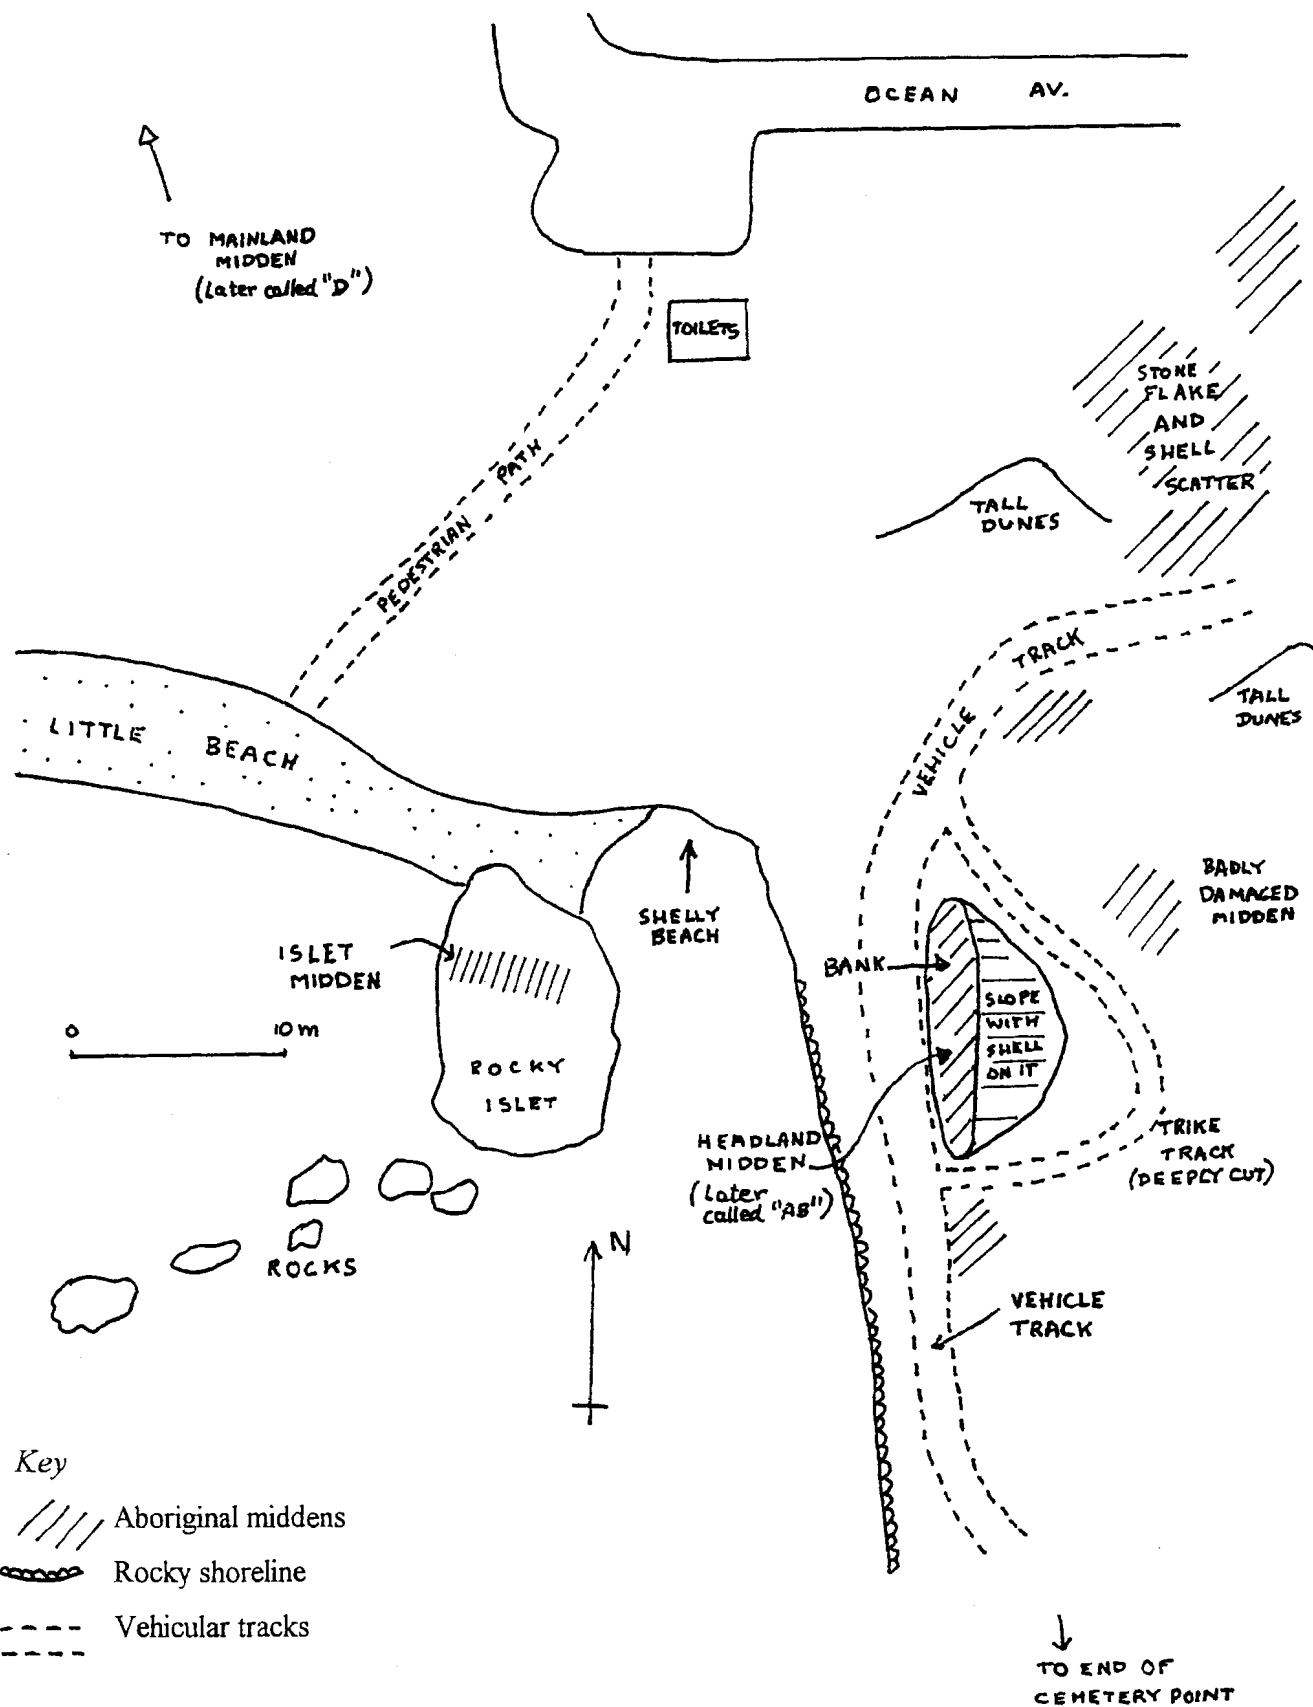 OCEAN AV.
TO MAINLAND
MIDDEN
(Later called "D")
TOILETS
STONE
FLAKE
AND
SHELL
SCATTER
PEDESTRIAN PATH
TALL
DUNES
VEHICLE TRACK
TALL
DUNES
LITTLE BEACH
SHELLY
BEACH
BADLY
DAMAGED
MIDDEN
ISLET
MIDDEN
BANK
SLOPE
WITH
SHELL
ON IT
0 10 m
ROCKY
ISLET
HEADLAND
MIDDEN
(Later
called "AB")
TRIKE
TRACK
(DEEPLY CUT)
N
ROCKS
VEHICLE
TRACK
Key
Aboriginal middens
Rocky shoreline
Vehicular tracks
TO END OF
CEMETERY POINT